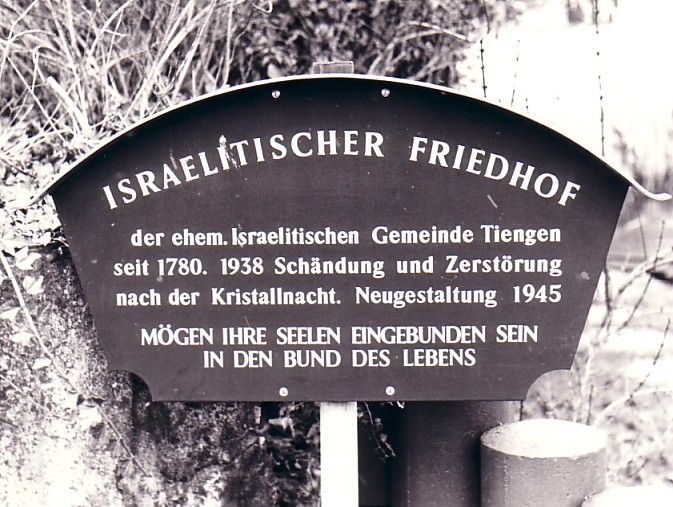 ISRAELITISCHER FRIEDHOF
der ehem. Israelitischen Gemeinde Tiengen
seit 1780. 1938 Schändung und Zerstörung
nach der Kristallnacht. Neugestaltung 1945
MÖGEN IHRE SEELEN EINGEBUNDEN SEIN
IN DEN BUND DES LEBENS